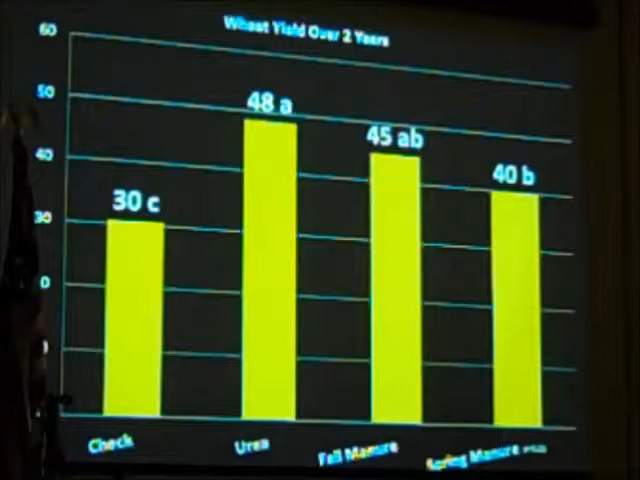 Wheat Yield Over 2 Years
60
50
40
30
0
30 c
48 a
45 ab
40 b
Check
Urea
Fall Manure
Spring Manure